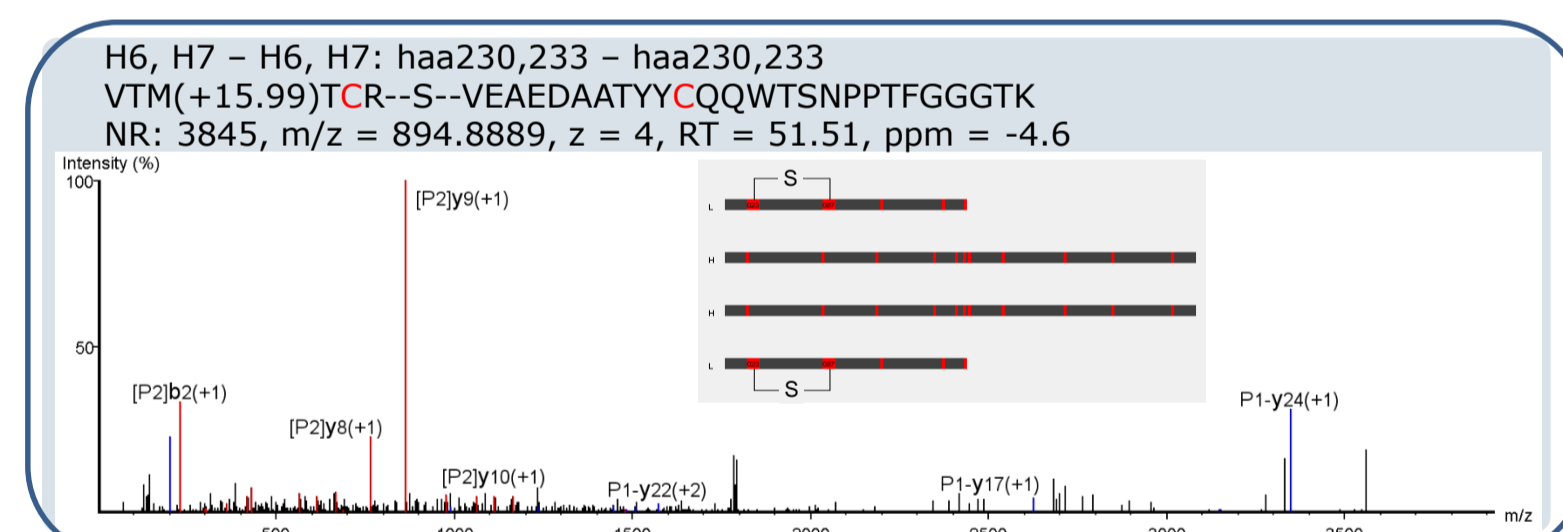 H6, H7 – H6, H7: haa230,233 – haa230,233
VTM(+15.99)TCR--S--VEAEDAATYYCQQWTSNPPTFGGGTK
NR: 3845, m/z = 894.8889, z = 4, RT = 51.51, ppm = -4.6
Intensity (%)
100
[P2]y9(+1)
S
L
H
H
L
S
50
[P2]b2(+1)
[P2]y8(+1)
P1-y24(+1)
[P2]y10(+1)
P1-y22(+2)
P1-y17(+1)
m/z